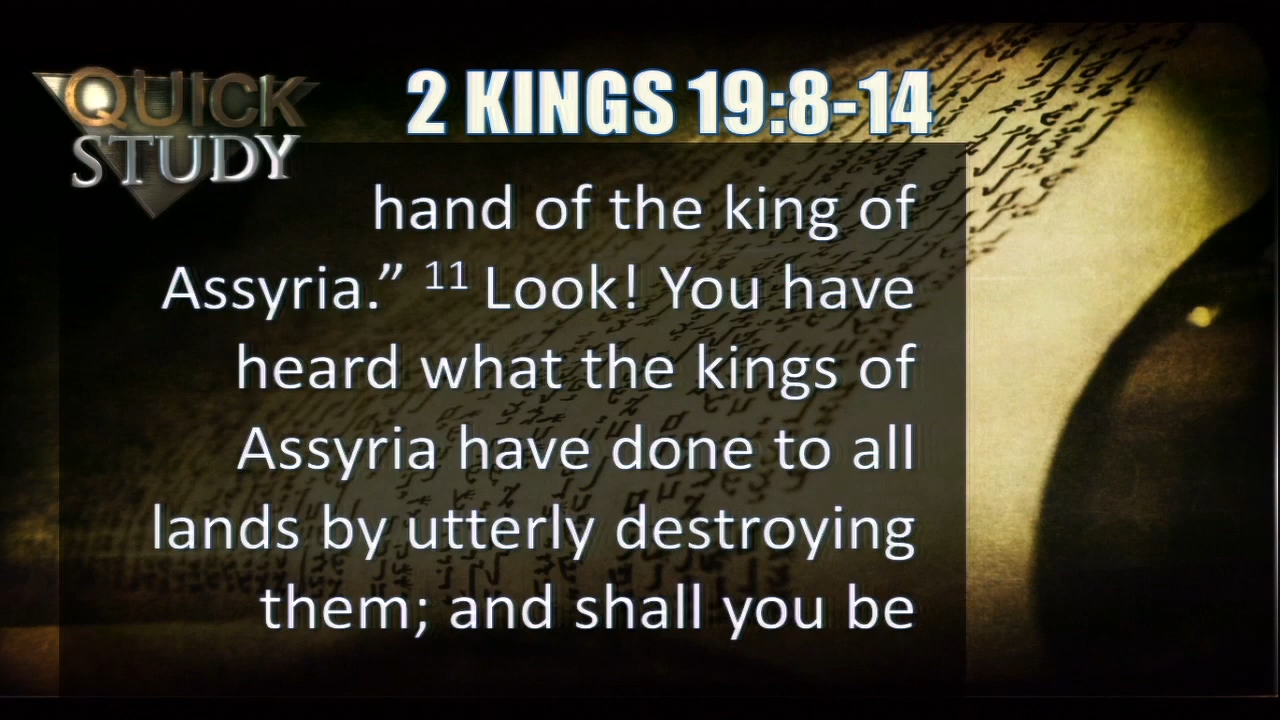 QUICK
STUDY
2 KINGS 19:8-14
hand of the king of
Assyria.” ¹¹ Look! You have
heard what the kings of
Assyria have done to all
lands by utterly destroying
them; and shall you be